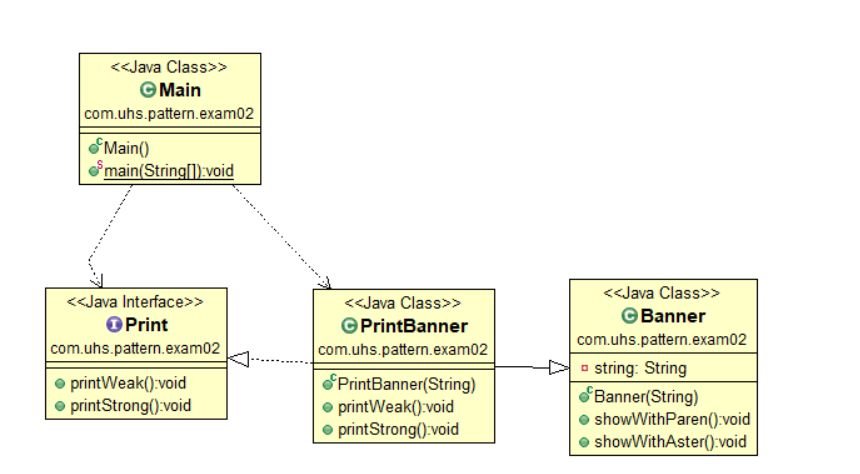 <<Java Class>>
Main
com.uhs.pattern.exam02
Main()
main(String[]):void
<<Java Interface>>
Print
com.uhs.pattern.exam02
printWeak():void
printStrong():void
<<Java Class>>
PrintBanner
com.uhs.pattern.exam02
PrintBanner(String)
printWeak():void
printStrong():void
<<Java Class>>
Banner
com.uhs.pattern.exam02
string: String
Banner(String)
showWithParen():void
showWithAster():void